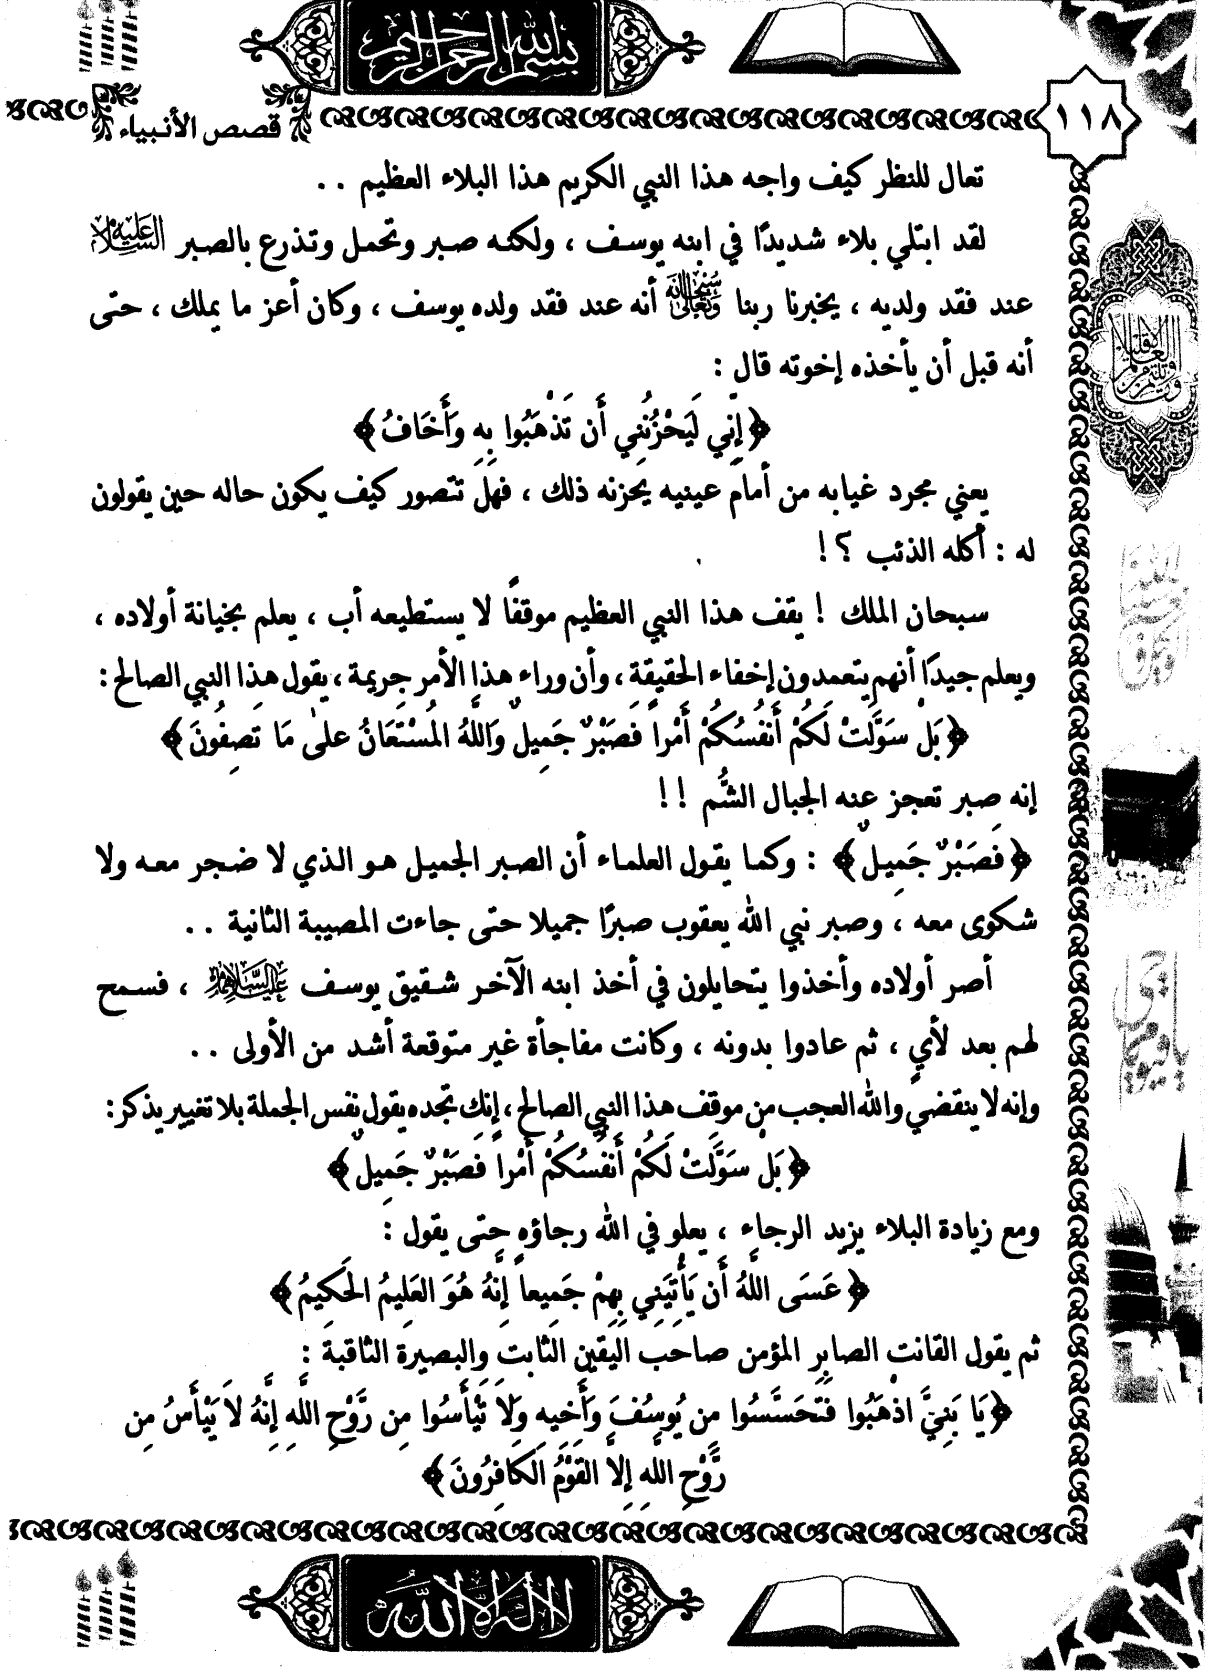 بسم الله الرحمن الرحيم
١١٨
قصص الأنبياء
تعال للنظر كيف واجه هذا النبي الكريم هذا البلاء العظيم . .
لقد ابتلي بلاء شديدًا في ابنه يوسف ، ولكنه صبر وتحمل وتذرع بالصبر عليه السلام
عند فقد ولديه ، يخبرنا ربنا سبحانه وتعالى أنه عند فقد ولده يوسف ، وكان أعز ما يملك ، حتى
أنه قبل أن يأخذه إخوته قال :
﴿ إِنِّي لَيَحْزُنُنِي أَن تَذْهَبُوا بِهِ وَأَخَافُ ﴾
يعني مجرد غيابه من أمام عينيه يحزنه ذلك ، فهل تتصور كيف يكون حاله حين يقولون
له : أكله الذئب ؟ !
سبحان الملك ! يقف هذا النبي العظيم موقفًا لا يستطيعه أب ، يعلم بخيانة أولاده ،
ويعلم جيدًا أنهم يتعمدون إخفاء الحقيقة ، وأن وراء هذا الأمر جريمة ، يقول هذا النبي الصالح :
﴿ بَلْ سَوَّلَتْ لَكُمْ أَنفُسُكُمْ أَمْراً فَصَبْرٌ جَمِيلٌ وَاللَّهُ المُسْتَعَانُ عَلىٰ مَا تَصِفُونَ ﴾
إنه صبر تعجز عنه الجبال الشُّم ! !
﴿ فَصَبْرٌ جَمِيلٌ ﴾ : وكما يقول العلماء أن الصبر الجميل هو الذي لا ضجر معه ولا
شكوى معه ، وصبر نبي الله يعقوب صبرًا جميلا حتى جاءت المصيبة الثانية . .
أصر أولاده وأخذوا يتحايلون في أخذ ابنه الآخر شقيق يوسف عليهما السلام ، فسمح
لهم بعد لأيٍ ، ثم عادوا بدونه ، وكانت مفاجأة غير متوقعة أشد من الأولى . .
وإنه لا ينقضي والله العجب من موقف هذا النبي الصالح ، إنك تجده يقول نفس الجملة بلا تغيير يذكر :
﴿ بَلْ سَوَّلَتْ لَكُمْ أَنفُسُكُمْ أَمْراً فَصَبْرٌ جَمِيلٌ ﴾
ومع زيادة البلاء يزيد الرجاء ، يعلو في الله رجاؤه حتى يقول :
﴿ عَسَى اللَّهُ أَن يَأْتِيَنِي بِهِمْ جَمِيعاً إِنَّهُ هُوَ العَلِيمُ الحَكِيمُ ﴾
ثم يقول القانت الصابر المؤمن صاحب اليقين الثابت والبصيرة الثاقبة :
﴿ يَا بَنِيَّ اذْهَبُوا فَتَحَسَّسُوا مِن يُوسُفَ وَأَخِيهِ وَلاَ تَيْأَسُوا مِن رَّوْحِ اللَّهِ إِنَّهُ لاَ يَيْأَسُ مِن
رَّوْحِ اللَّهِ إِلاَّ القَوْمُ الكَافِرُونَ ﴾
لا إله إلا الله